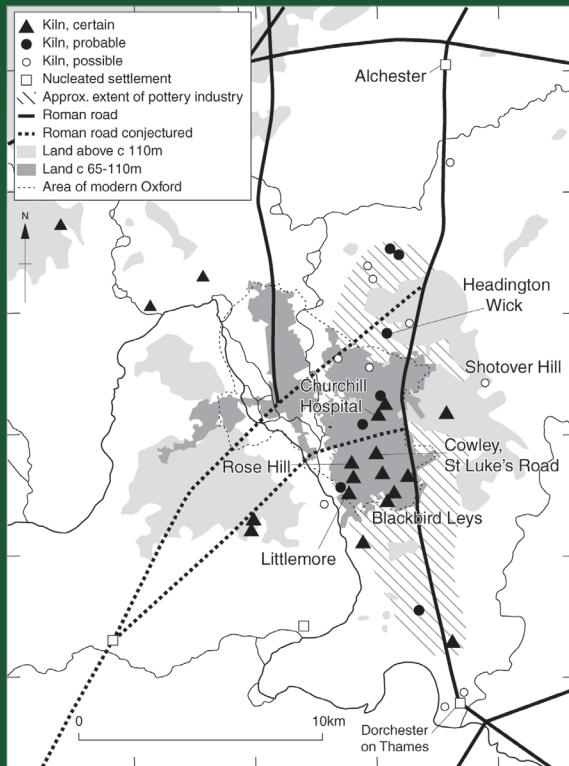 Kiln, certain
Kiln, probable
Kiln, possible
Nucleated settlement
Approx. extent of pottery industry
Roman road
Roman road conjectured
Land above c 110m
Land c 65-110m
Area of modern Oxford
N
Alchester
Headington
Wick
Shotover Hill
Churchill
Hospital
Cowley,
St Luke's Road
Rose Hill
Blackbird Leys
Littlemore
0
10km
Dorchester
on Thames